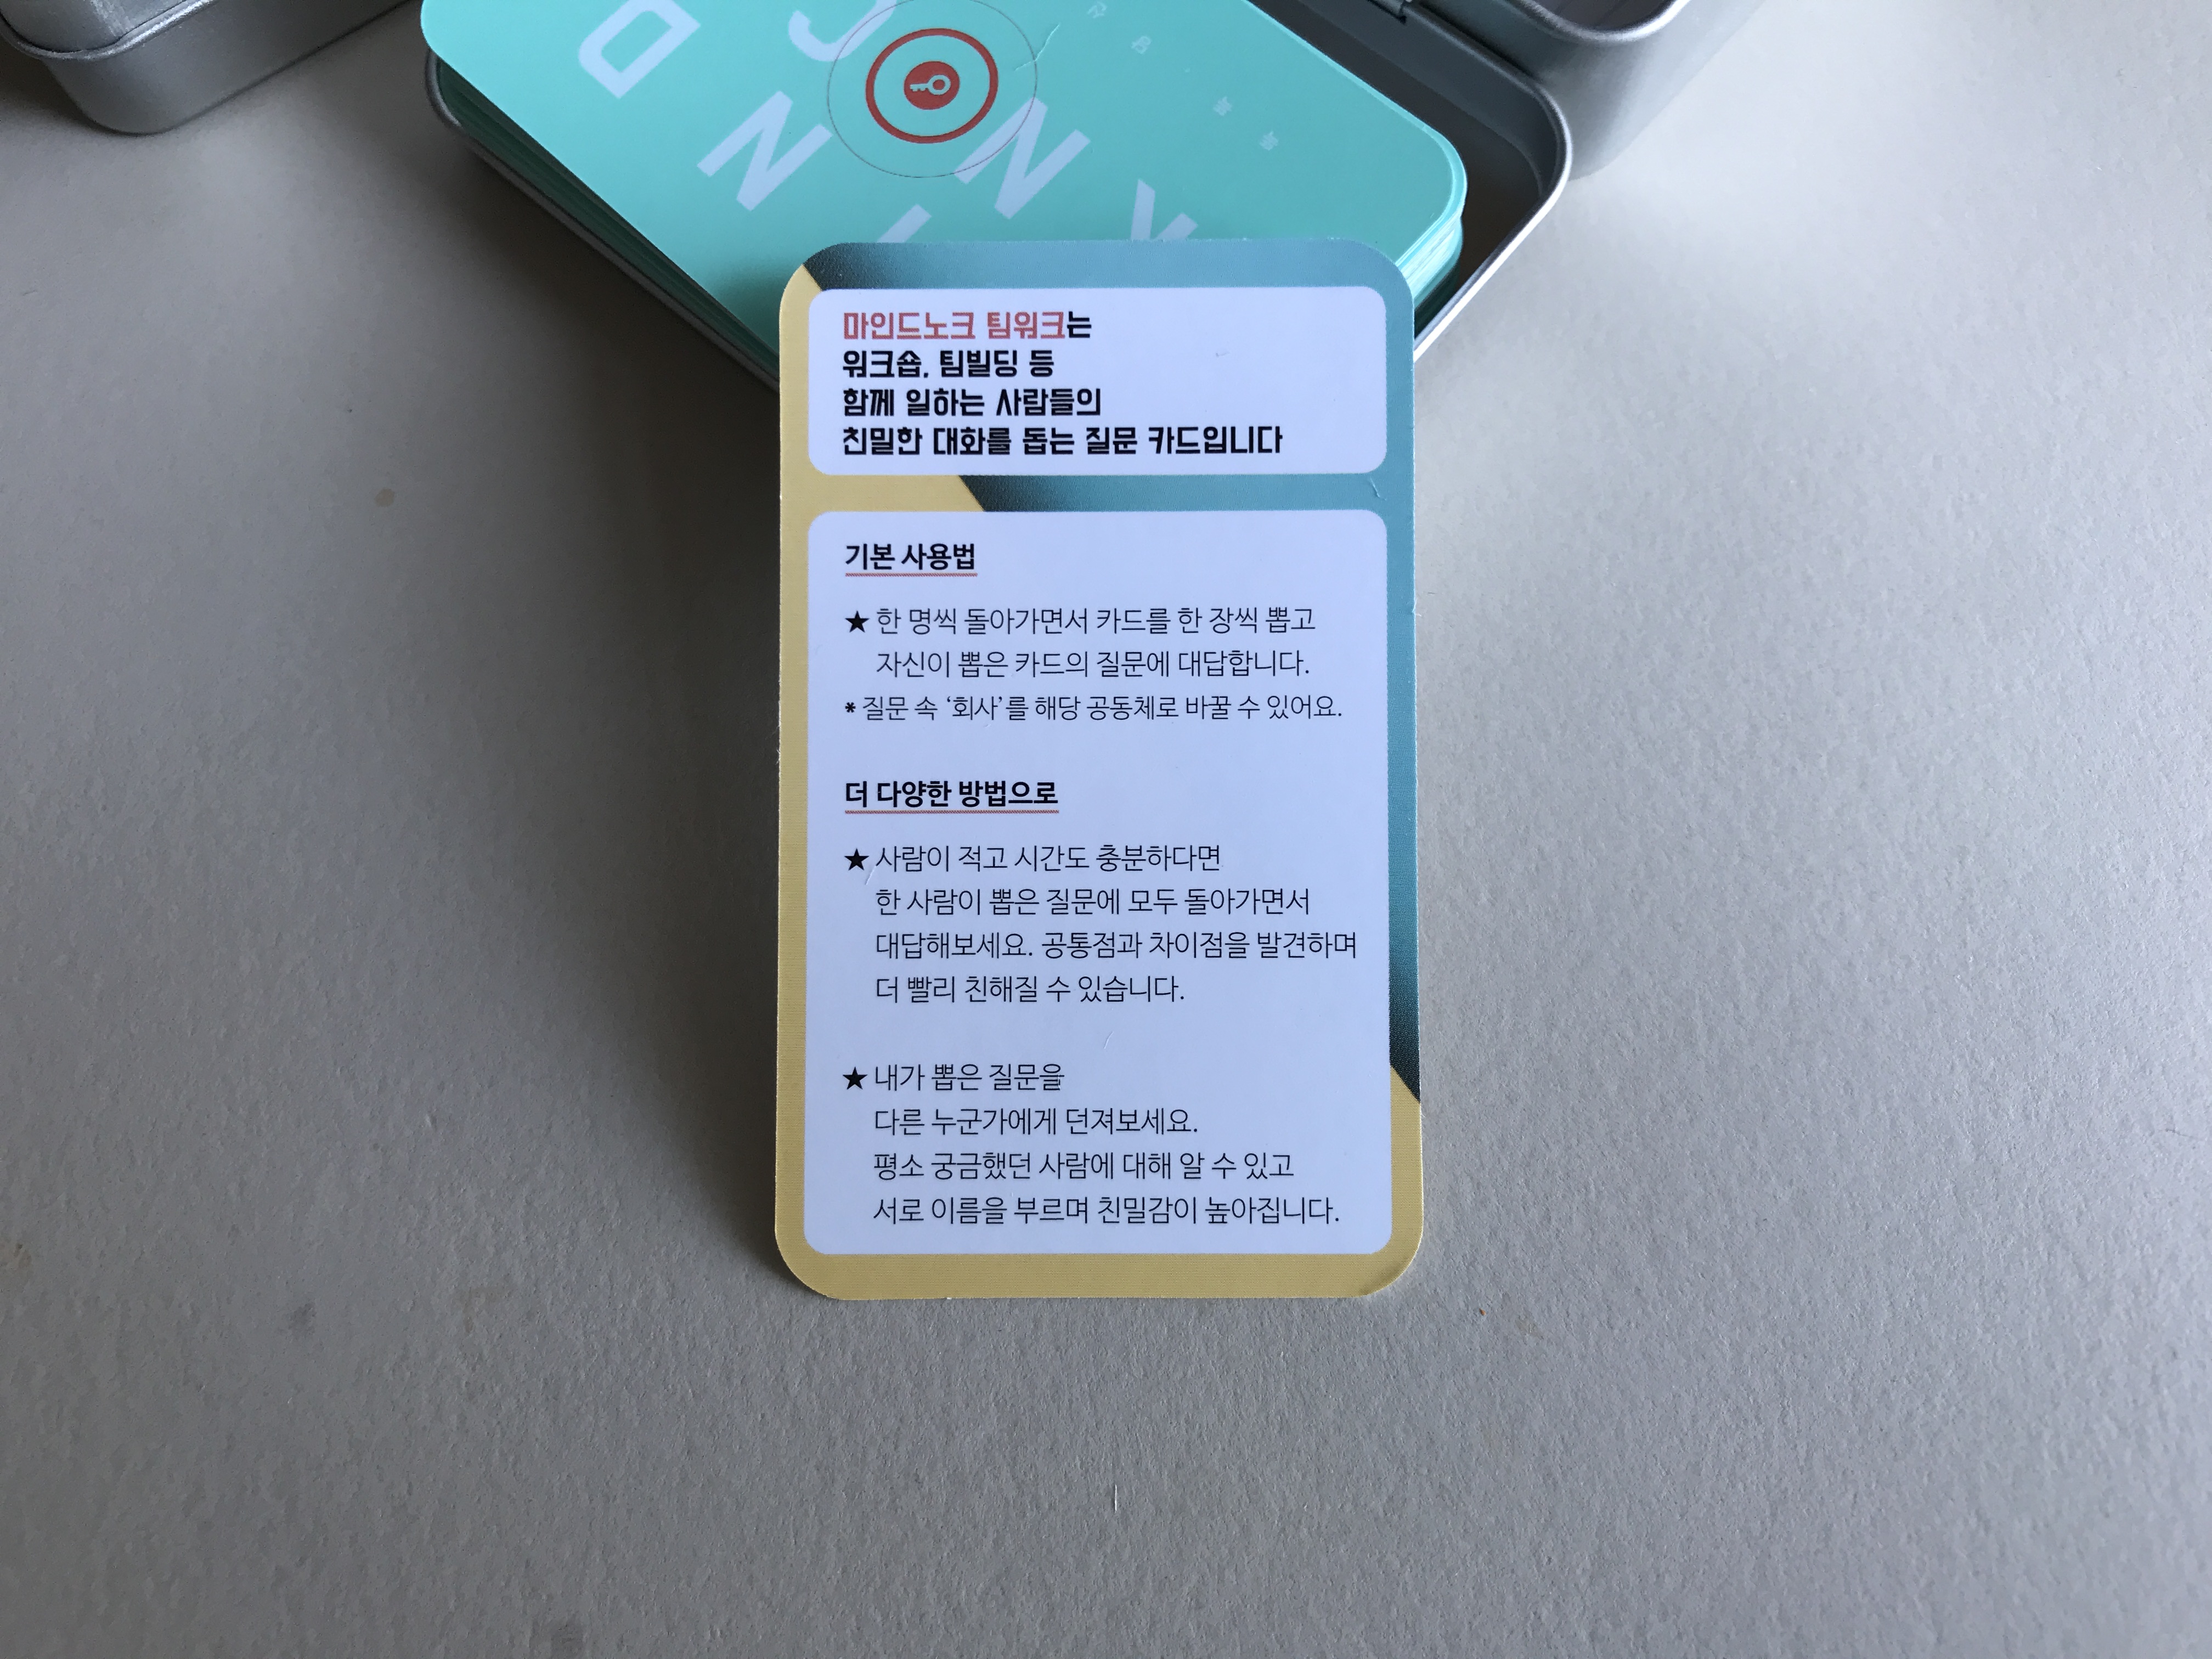 마인드노크 팀워크는
워크숍, 팀빌딩 등
함께 일하는 사람들의
친밀한 대화를 돕는 질문 카드입니다
기본 사용법
★ 한 명씩 돌아가면서 카드를 한 장씩 뽑고
자신이 뽑은 카드의 질문에 대답합니다.
* 질문 속 ‘회사’를 해당 공동체로 바꿀 수 있어요.
더 다양한 방법으로
★ 사람이 적고 시간도 충분하다면
한 사람이 뽑은 질문에 모두 돌아가면서
대답해보세요. 공통점과 차이점을 발견하며
더 빨리 친해질 수 있습니다.
★ 내가 뽑은 질문을
다른 누군가에게 던져보세요.
평소 궁금했던 사람에 대해 알 수 있고
서로 이름을 부르며 친밀감이 높아집니다.